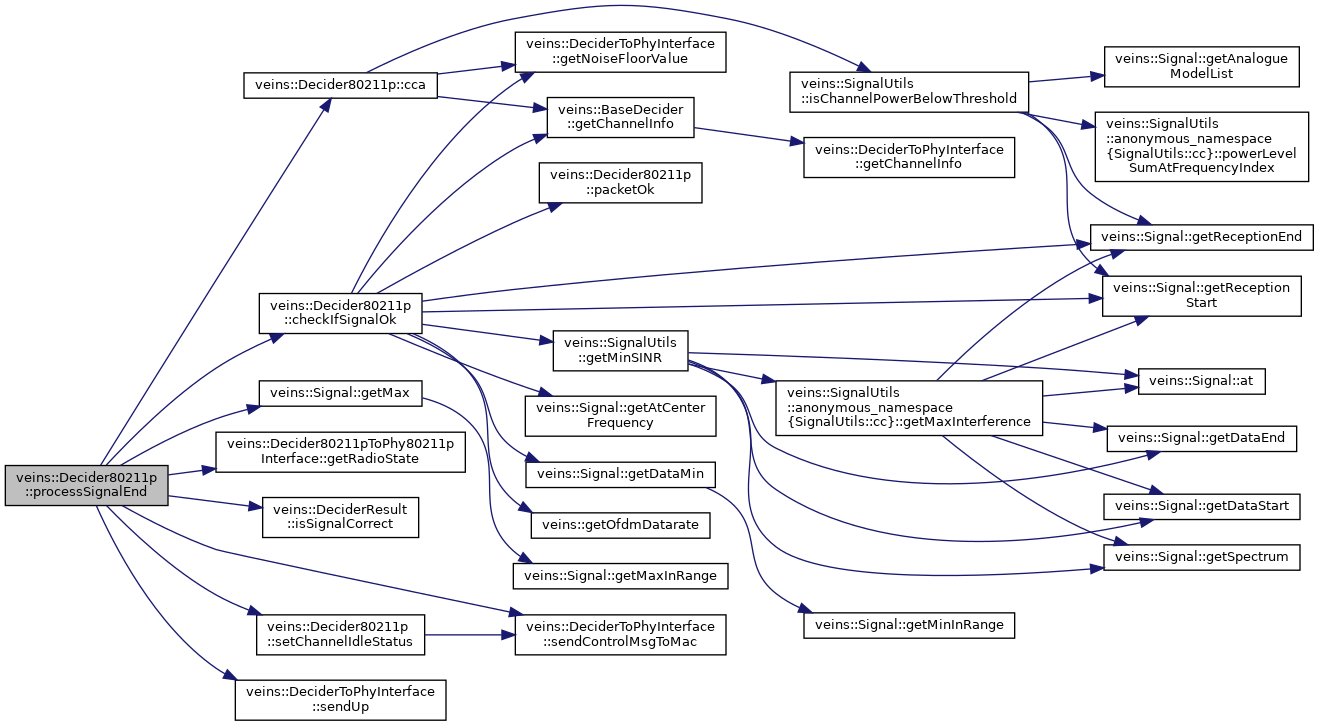 veins::Decider80211p
::processSignalEnd
veins::Decider80211p::cca
veins::Decider80211p
::checkIfSignalOk
veins::Signal::getMax
veins::Decider80211pToPhy80211p
Interface::getRadioState
veins::DeciderResult
::isSignalCorrect
veins::Decider80211p
::setChannelIdleStatus
veins::DeciderToPhyInterface
::sendUp
veins::DeciderToPhyInterface
::getNoiseFloorValue
veins::BaseDecider
::getChannelInfo
veins::Decider80211p
::packetOk
veins::SignalUtils
::getMinSINR
veins::Signal::getAtCenter
Frequency
veins::Signal::getDataMin
veins::getOfdmDatarate
veins::Signal::getMaxInRange
veins::DeciderToPhyInterface
::sendControlMsgToMac
veins::SignalUtils
::isChannelPowerBelowThreshold
veins::DeciderToPhyInterface
::getChannelInfo
veins::SignalUtils
::anonymous_namespace
{SignalUtils::cc}::getMaxInterference
veins::Signal::getMinInRange
veins::Signal::getAnalogue
ModelList
veins::SignalUtils
::anonymous_namespace
{SignalUtils::cc}::powerLevel
SumAtFrequencyIndex
veins::Signal::getReceptionEnd
veins::Signal::getReception
Start
veins::Signal::at
veins::Signal::getDataEnd
veins::Signal::getDataStart
veins::Signal::getSpectrum